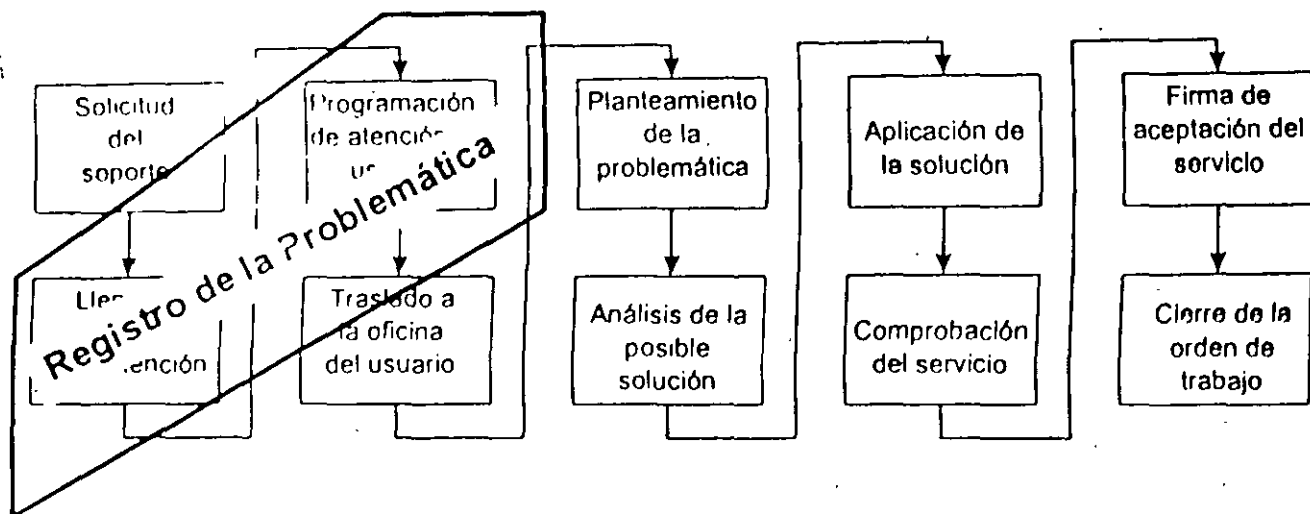 Solicitud
del
soporte
Registro de la Problemática
Programación
de
Traslado a
la oficina
del usuario
Planteamiento
de la
problemática
Análisis de la
posible
solución
Aplicación de
la solución
Comprobación
del servicio
Firma de
aceptación del
servicio
Cierre de la
orden de
trabajo